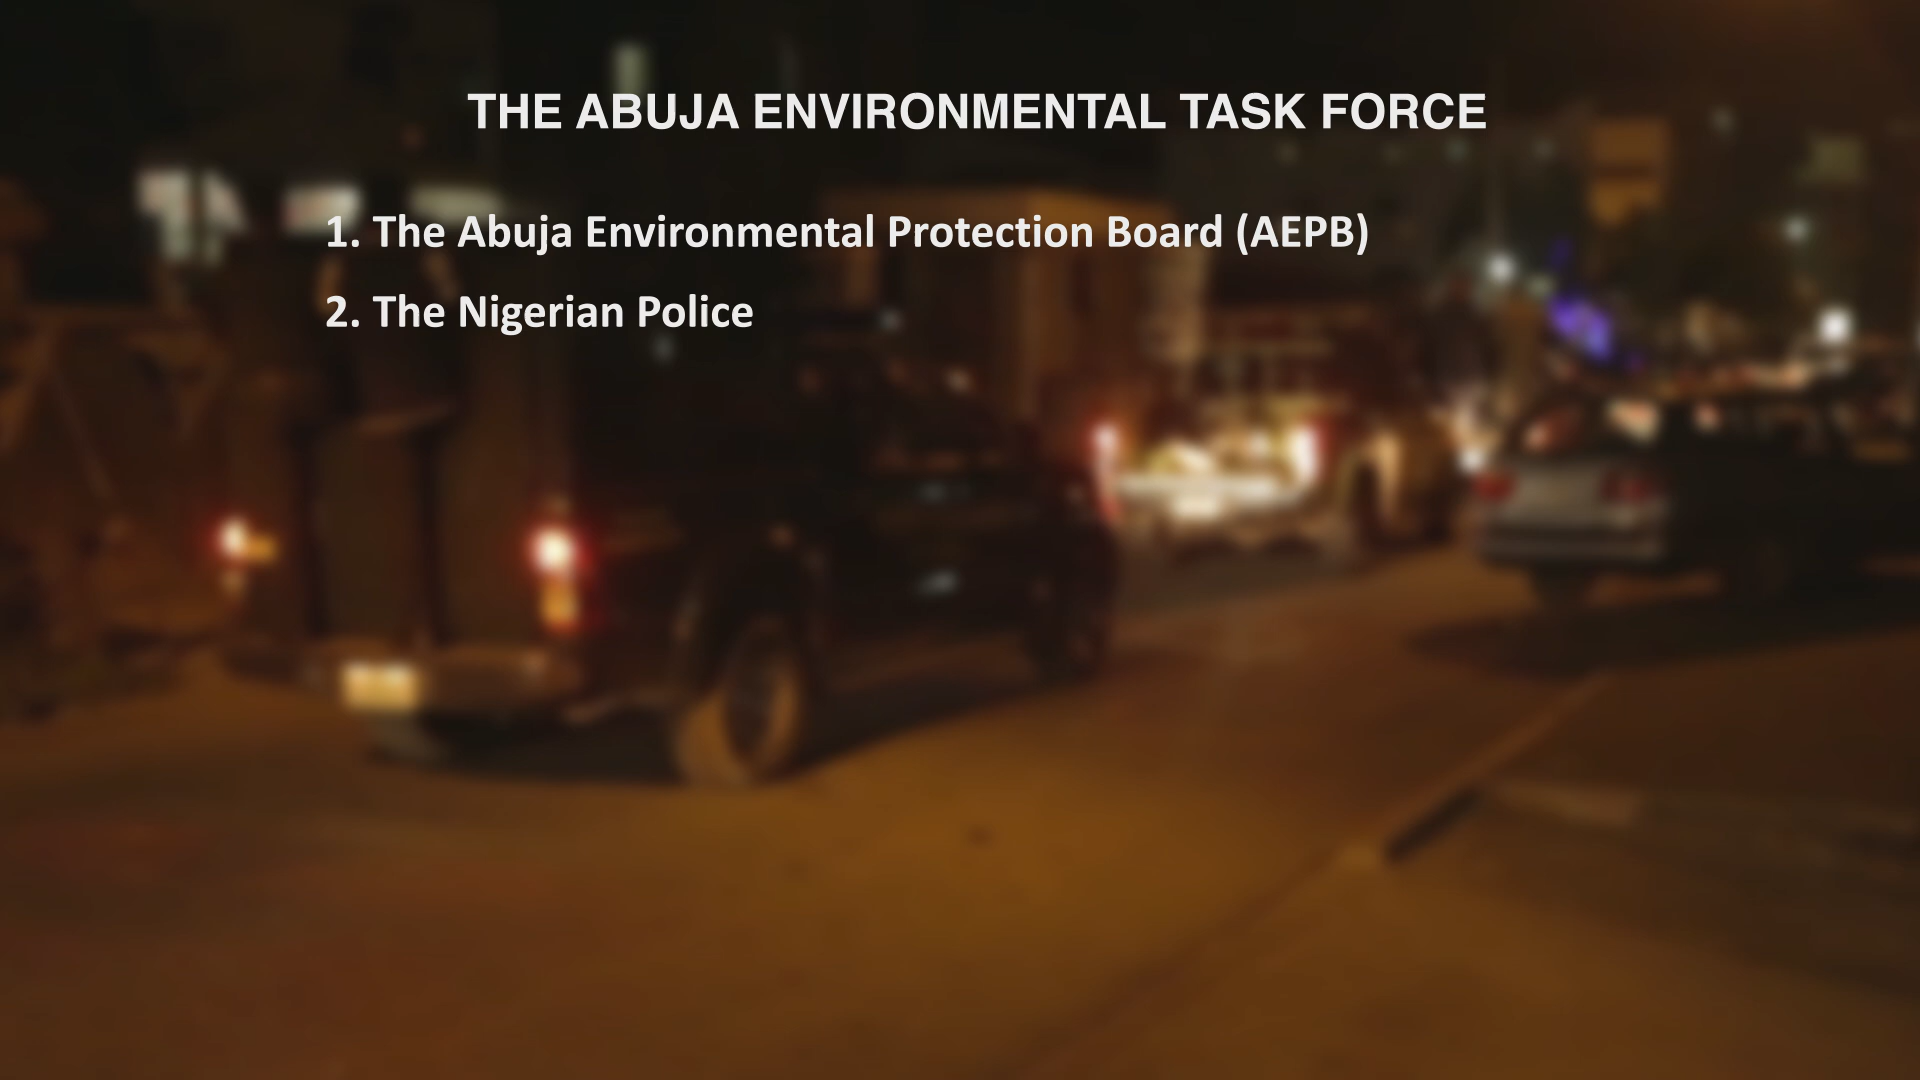 THE ABUJA ENVIRONMENTAL TASK FORCE
1. The Abuja Environmental Protection Board (AEPB)
2. The Nigerian Police